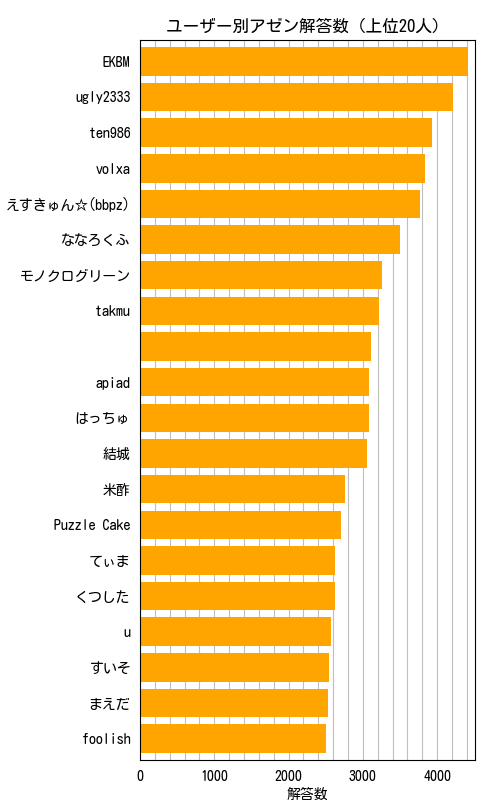 ユーザー別アゼン解答数 (上位20人)
EKBM
ugly2333
ten986
volxa
えすきゅん☆(bbpz)
ななろくふ
モノクログリーン
takmu
apiad
はっちゅ
結城
米酢
Puzzle Cake
てぃま
くつした
u
すいそ
まえだ
foolish
0 1000 2000 3000 4000
解答数